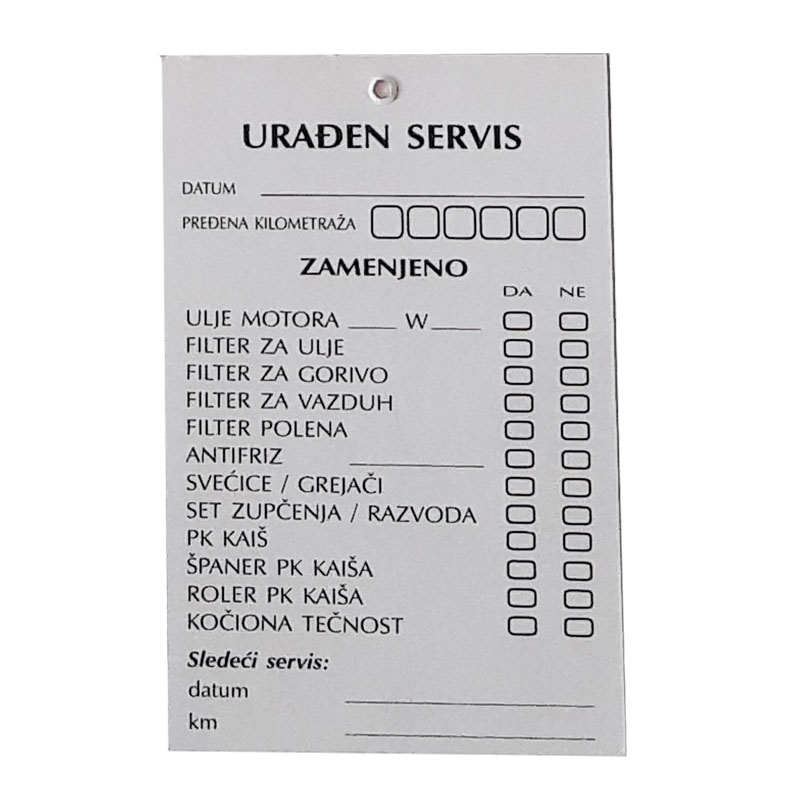 URAĐEN SERVIS
DATUM
PREĐENA KILOMETRAŽA
ZAMENJENO
DA NE
ULJE MOTORA ____ W____
FILTER ZA ULJE
FILTER ZA GORIVO
FILTER ZA VAZDUH
FILTER POLENA
ANTIFRIZ
SVEĆICE / GREJAČI
SET ZUPČENJA / RAZVODA
PK KAIŠ
ŠPANER PK KAIŠA
ROLER PK KAIŠA
KOČIONA TEČNOST
Sledeći servis:
datum
km